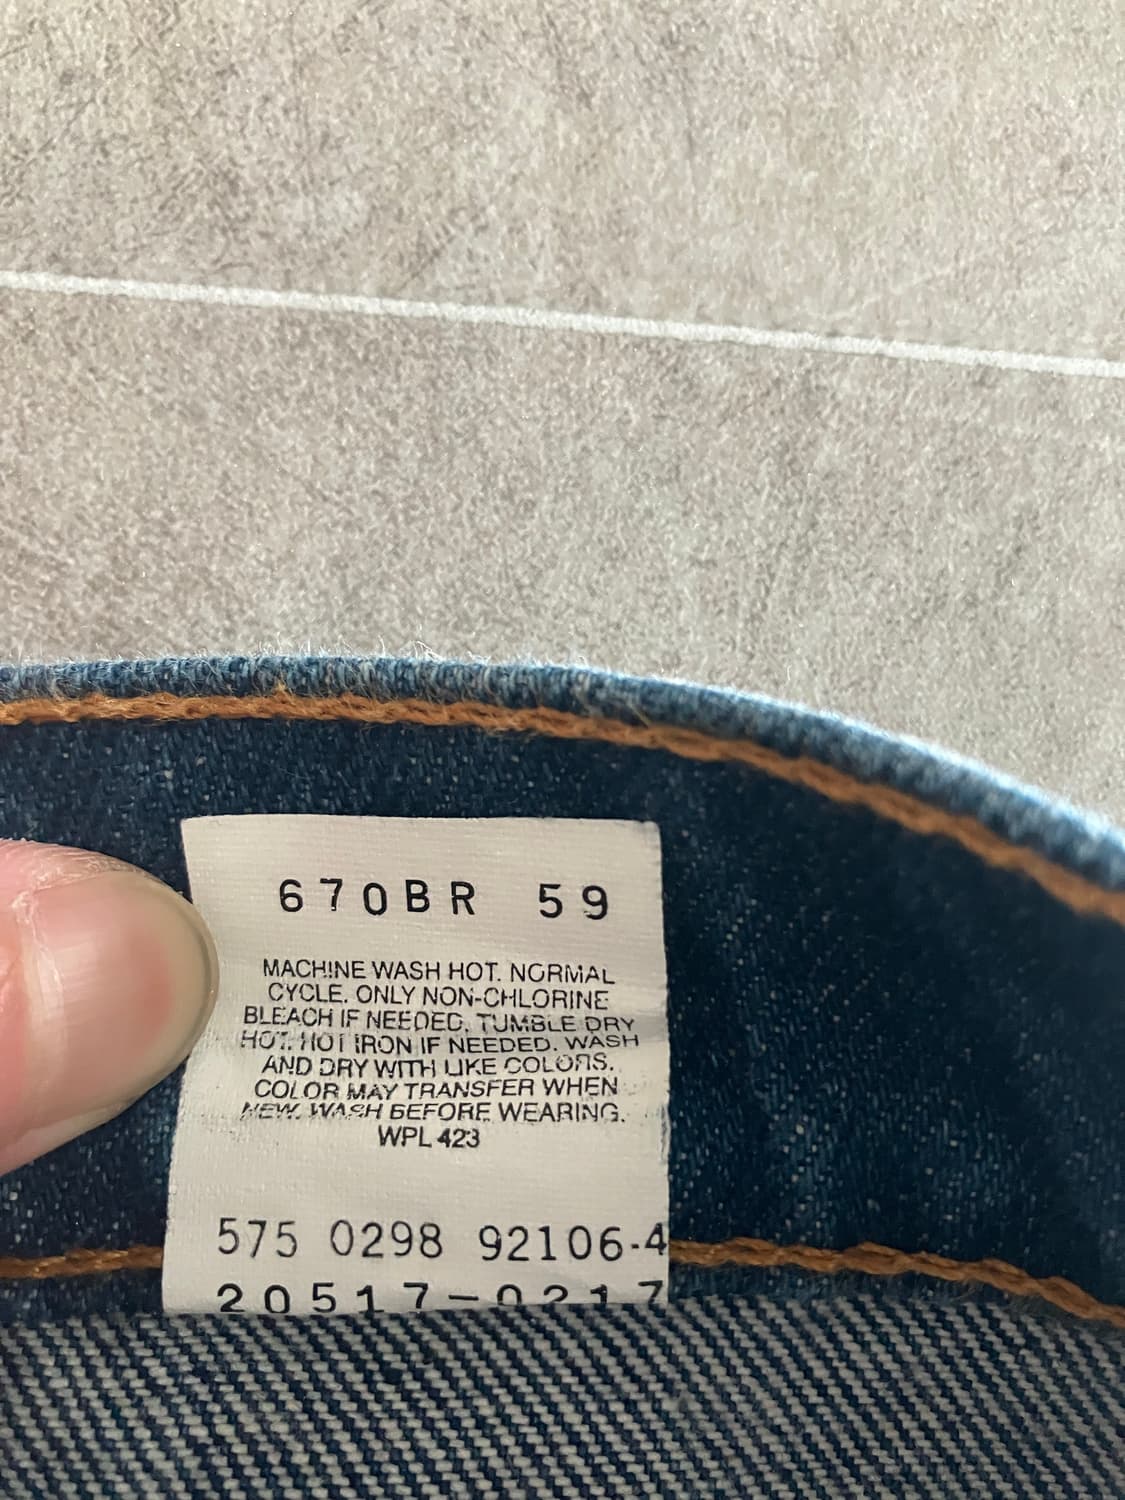 670BR 59
MACHINE WASH HOT. NORMAL
CYCLE. ONLY NON-CHLORINE
BLEACH IF NEEDED. TUMBLE DRY
HOT. HOT IRON IF NEEDED. WASH
AND DRY WITH LIKE COLORS.
COLOR MAY TRANSFER WHEN
NEW. WASH BEFORE WEARING.
WPL 423
575 0298 92106-4
20517-0217